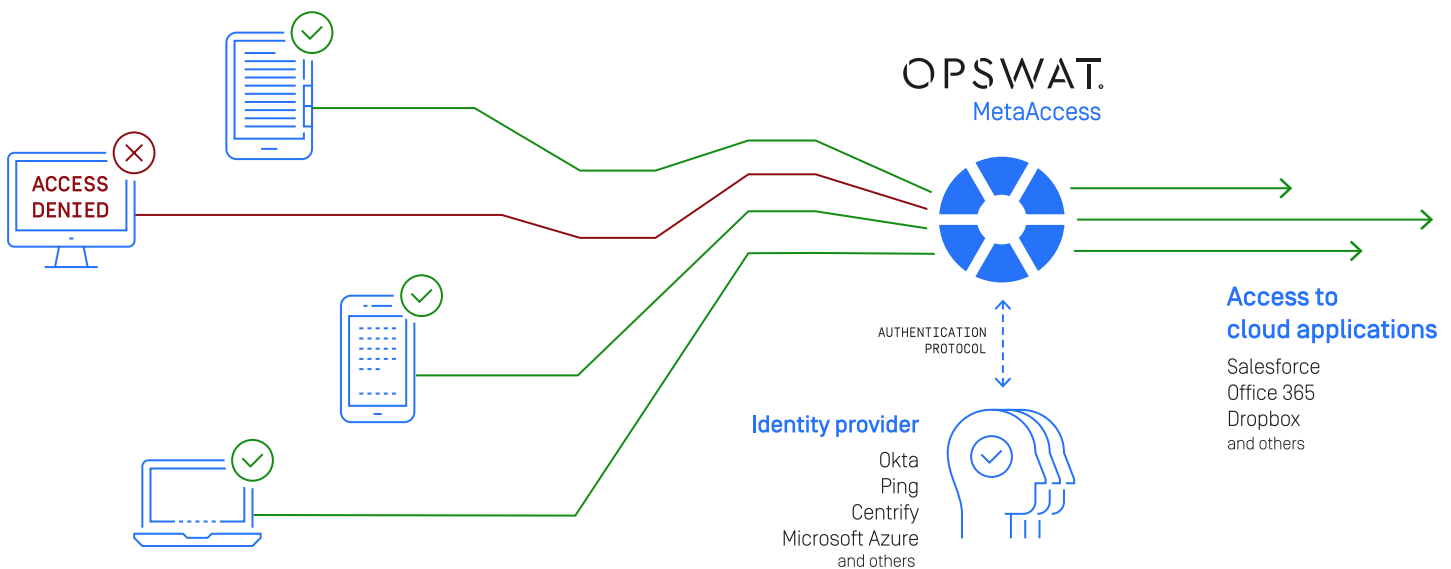 OPSWAT.
MetaAccess
ACCESS
DENIED
AUTHENTICATION
PROTOCOL
Access to
cloud applications
Salesforce
Office 365
Dropbox
and others
Identity provider
Okta
Ping
Centrify
Microsoft Azure
and others